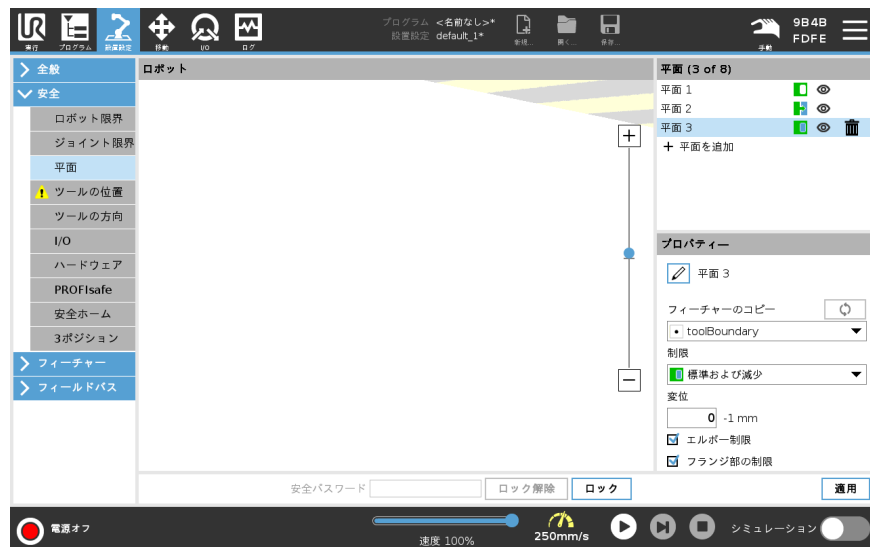 UR
実行 プログラム 設置設定 移動 I/O ログ
プログラム <名前なし>*
設置設定 default_1*
新規... 開く... 保存...
手動
9B4B
FDFE
全般
安全
ロボット限界
ジョイント限界
平面
ツールの位置
ツールの方向
I/O
ハードウェア
PROFIsafe
安全ホーム
3ポジション
フィーチャー
フィールドバス
ロボット
平面 (3 of 8)
平面 1
平面 2
平面 3
平面を追加
プロパティー
平面 3
フィーチャーのコピー
toolBoundary
制限
標準および減少
変位
0 -1 mm
エルボー制限
フランジ部の制限
安全パスワード ロック解除 ロック 適用
電源オフ
速度 100%
250mm/s
シミュレーション